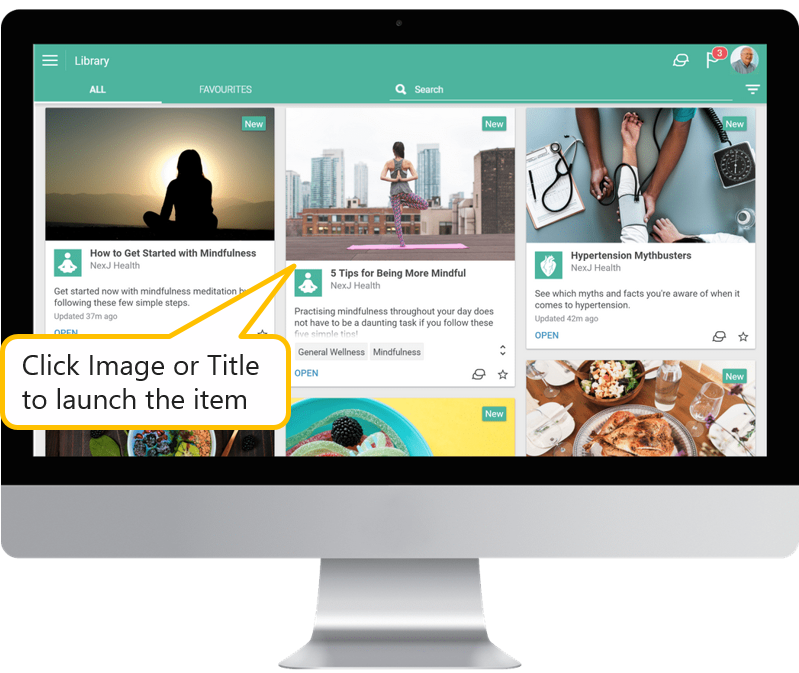 Library
3
ALL
FAVOURITES
Search
New
How to Get Started with Mindfulness
NexJ Health
Get started now with mindfulness meditation by
following these few simple steps.
Updated 37m ago
OPEN
New
5 Tips for Being More Mindful
NexJ Health
Practising mindfulness throughout your day does
not have to be a daunting task if you follow these
five simple tips!
General Wellness
Mindfulness
OPEN
New
Hypertension Mythbusters
NexJ Health
See which myths and facts you're aware of when it
comes to hypertension.
Updated 42m ago
OPEN
Click Image or Title
to launch the item
New
New